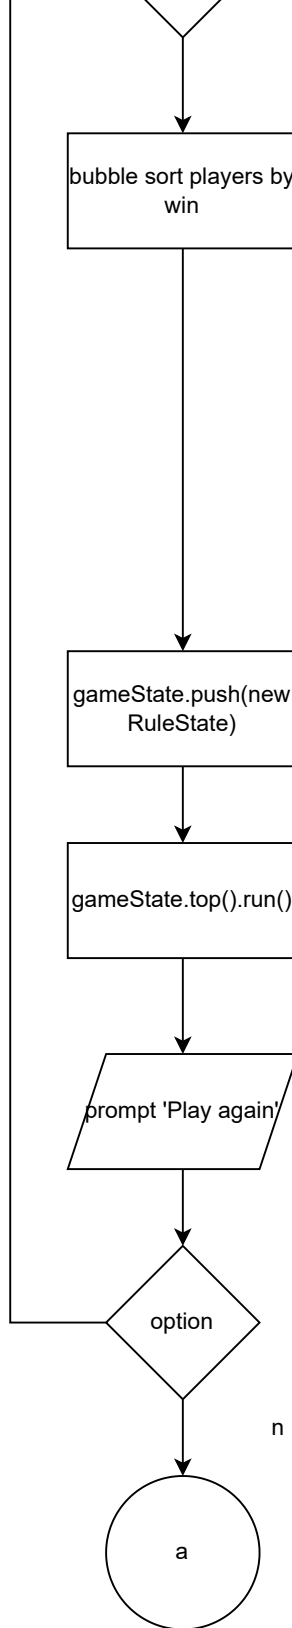 bubble sort players by
win
gameState.push(new
RuleState)
gameState.top().run()
prompt 'Play again'
option
n
a